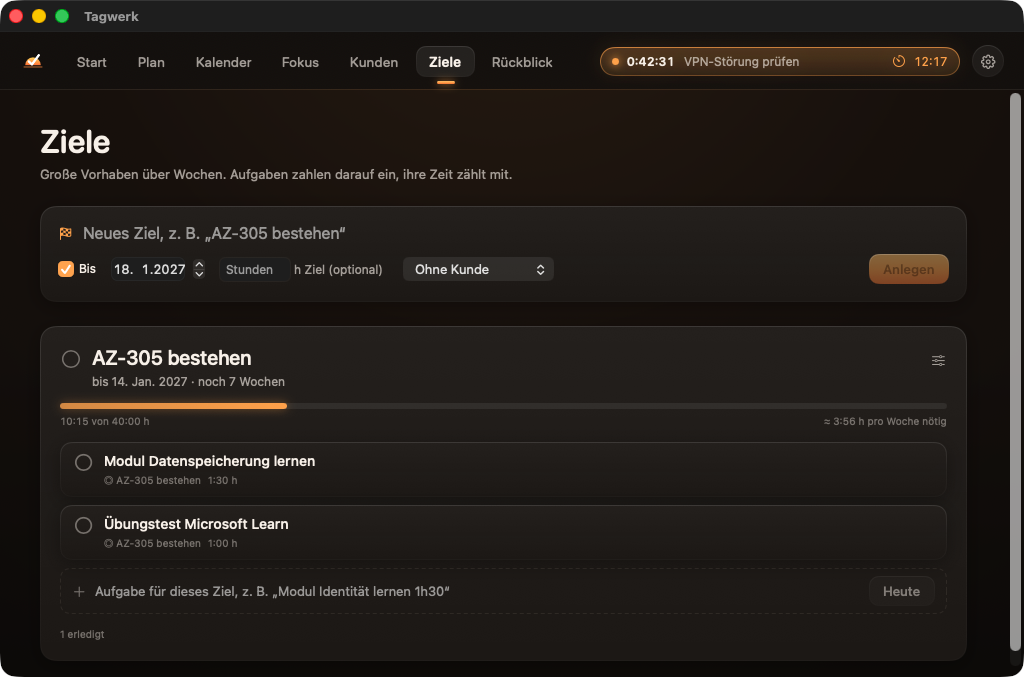 Tagwerk
Start Plan Kalender Fokus Kunden Ziele Rückblick 0:42:31 VPN-Störung prüfen 12:17
Ziele
Große Vorhaben über Wochen. Aufgaben zahlen darauf ein, ihre Zeit zählt mit.
Neues Ziel, z. B. „AZ-305 bestehen“
Bis 18. 1.2027 Stunden h Ziel (optional) Ohne Kunde Anlegen
AZ-305 bestehen
bis 14. Jan. 2027 · noch 7 Wochen
10:15 von 40:00 h ≈ 3:56 h pro Woche nötig
Modul Datenspeicherung lernen
AZ-305 bestehen 1:30 h
Übungstest Microsoft Learn
AZ-305 bestehen 1:00 h
Aufgabe für dieses Ziel, z. B. „Modul Identität lernen 1h30“ Heute
1 erledigt